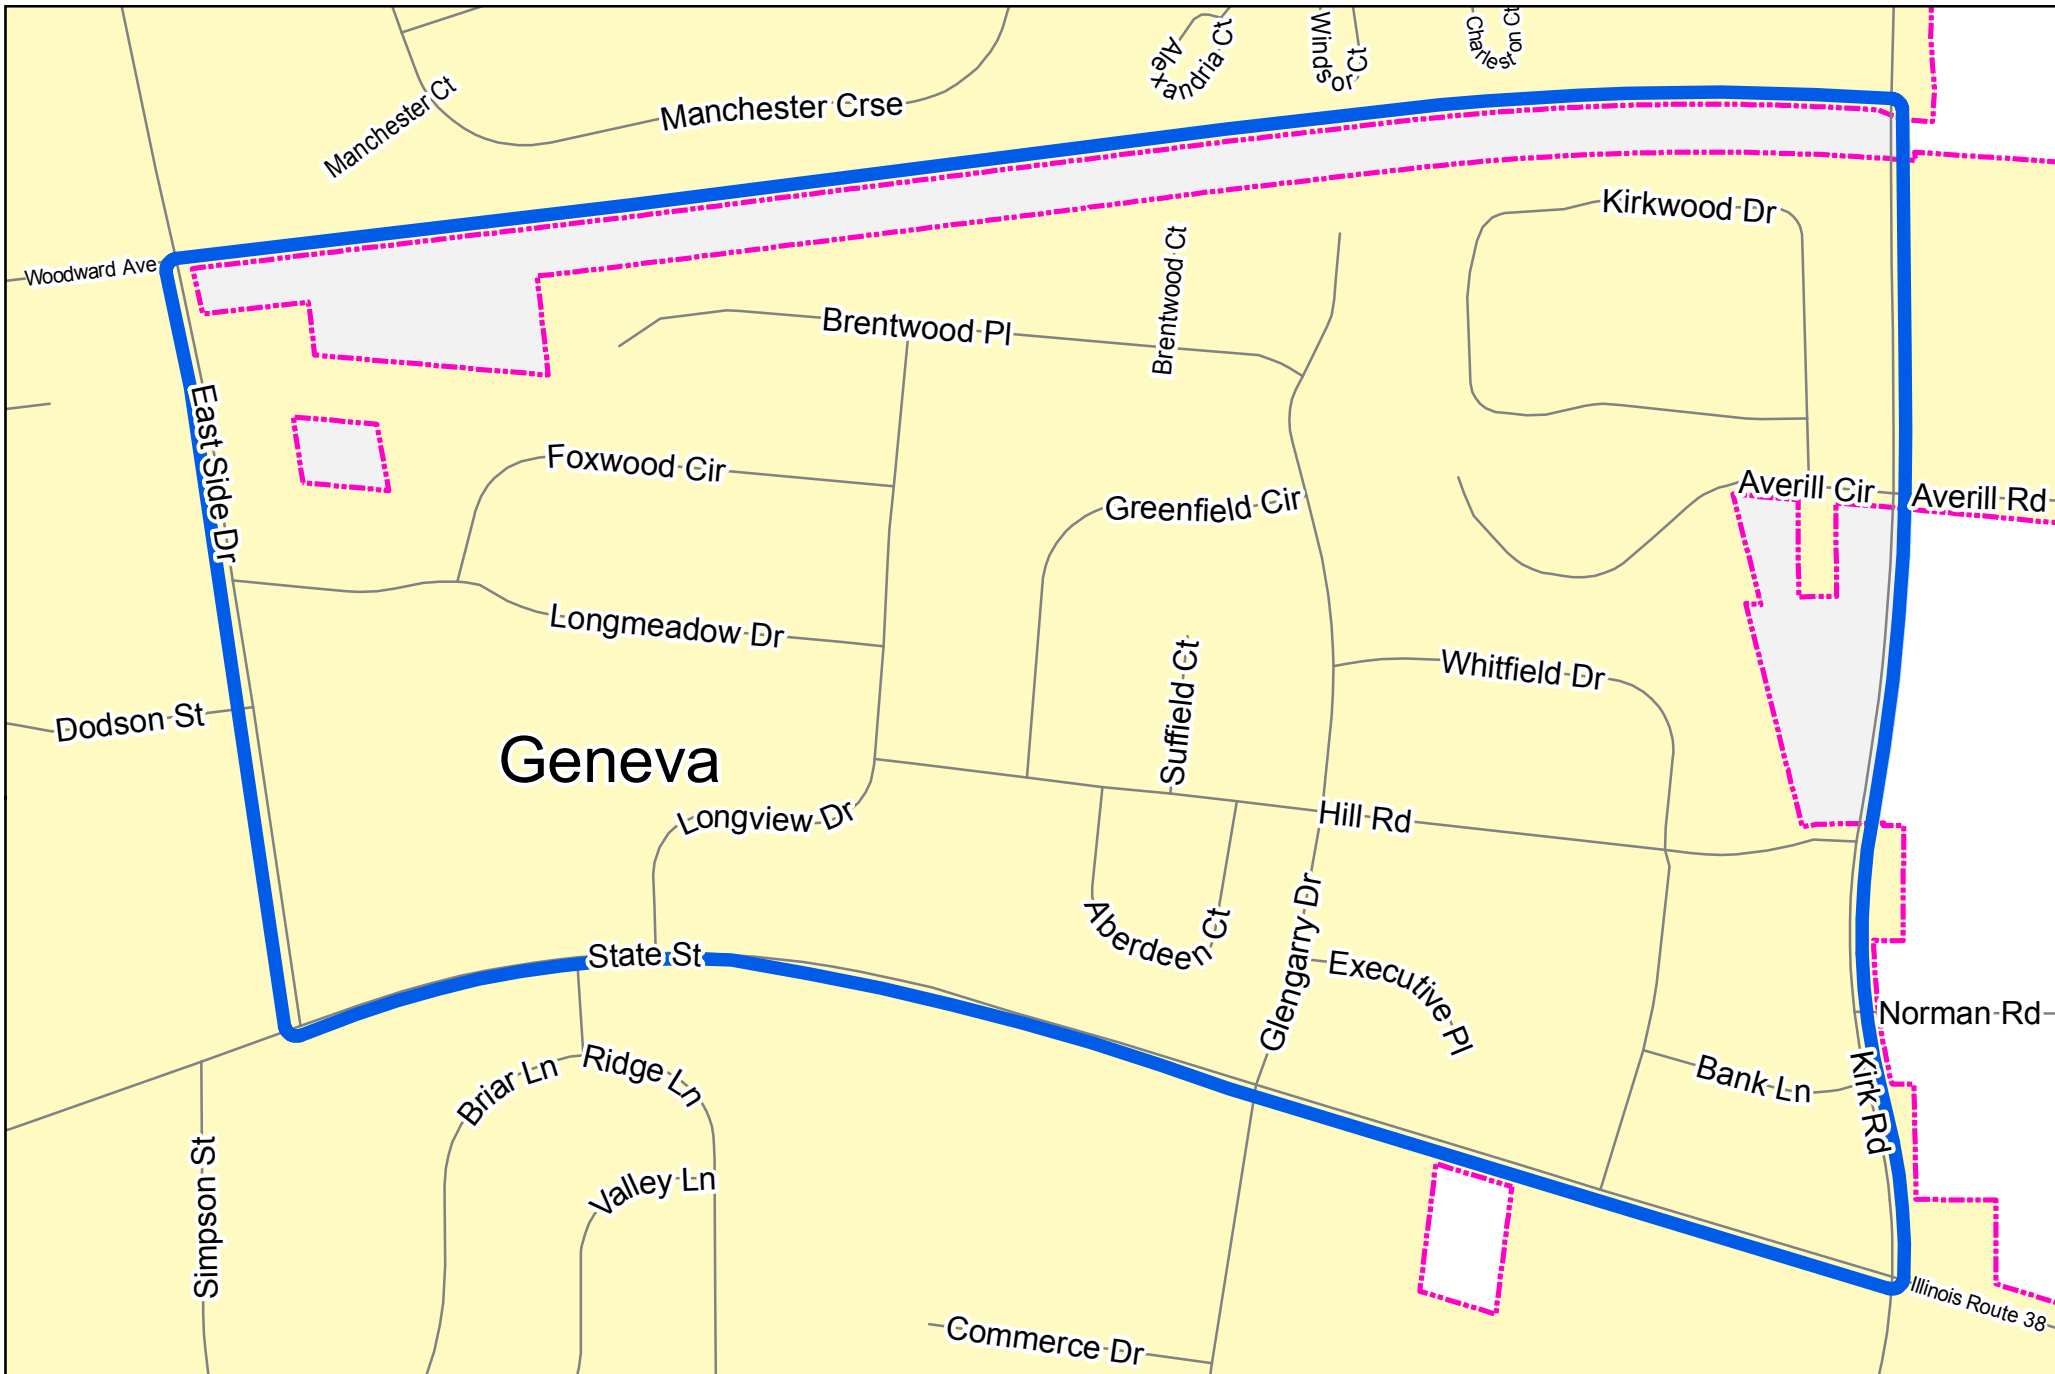 Alexandria Ct
Windsor Ct
Charleston Ct
Manchester Ct
Manchester Crse
Kirkwood Dr
Woodward Ave
Brentwood Ct
Brentwood Pl
East Side Dr
Foxwood Cir
Greenfield Cir
Averill Cir
Averill Rd
Longmeadow Dr
Suffield Ct
Whitfield Dr
Dodson St
Geneva
Longview Dr
Hill Rd
Aberdeen Ct
Glengarry Dr
State St
Executive Pl
Norman Rd
Briar Ln
Ridge Ln
Bank Ln
Kirk Rd
Simpson St
Valley Ln
Illinois Route 38
Commerce Dr